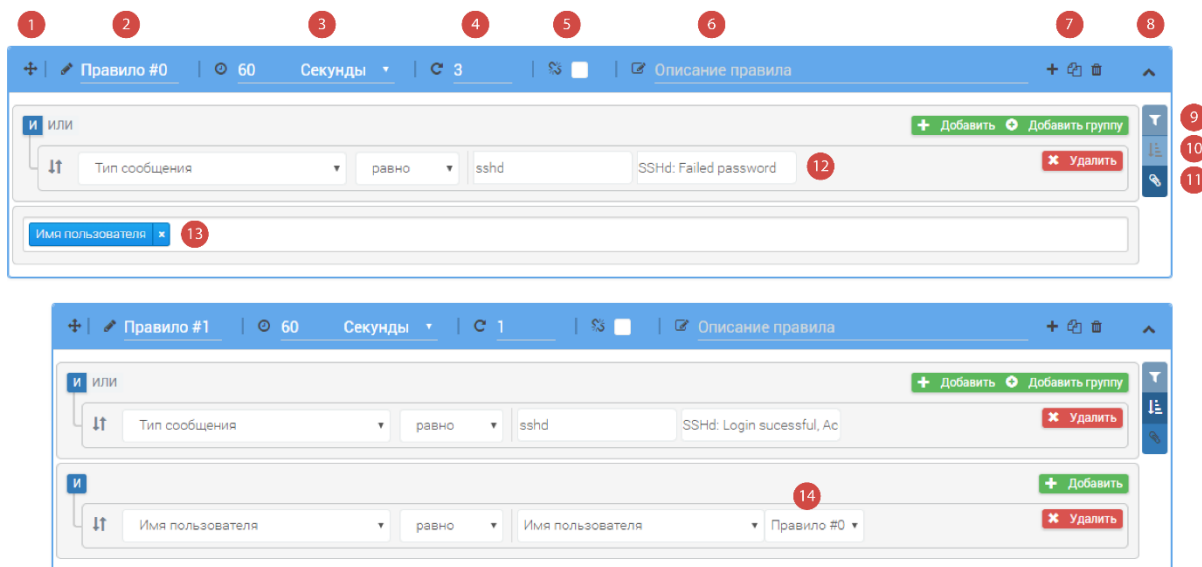 1 2 3 4 5 6 7 8
Правило #0 60 Секунды 3 Описание правила
И ИЛИ Добавить Добавить группу 9
Тип сообщения равно sshd SSHd: Failed password 12 Удалить 10
11
Имя пользователя × 13
Правило #1 60 Секунды 1 Описание правила
И ИЛИ Добавить Добавить группу
Тип сообщения равно sshd SSHd: Login sucessful, Ac Удалить
И Добавить
14
Имя пользователя равно Имя пользователя Правило #0 Удалить